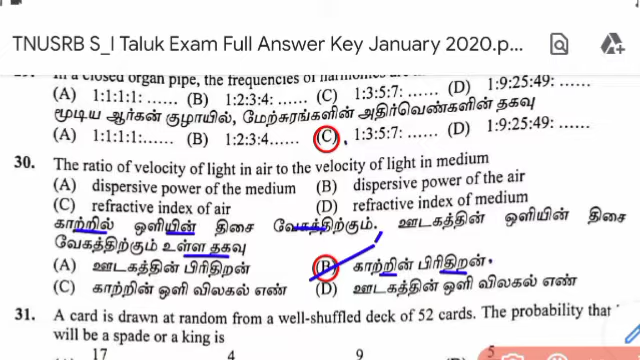 TNUSRB S_I Taluk Exam Full Answer Key January 2020.p...
In a closed organ pipe, the frequencies of harmonics are
(A) 1:1:1:1: ...... (B) 1:2:3:4: ...... (C) 1:3:5:7: ...... (D) 1:9:25:49: ......
மூடிய ஆர்கன் குழாயில், மேற்சுரங்களின் அதிர்வெண்களின் தகவு
(A) 1:1:1:1:...... (B) 1:2:3:4...... (C) 1:3:5:7: ...... (D) 1:9:25:49: ......
30. The ratio of velocity of light in air to the velocity of light in medium
(A) dispersive power of the medium (B) dispersive power of the air
(C) refractive index of air (D) refractive index of medium
காற்றில் ஒளியின் திசை வேகத்திற்கும். ஊடகத்தின் ஒளியின் திசை
வேகத்திற்கும் உள்ள தகவு
(A) ஊடகத்தின் பிரிதிறன் (B) காற்றின் பிரிதிறன்
(C) காற்றின் ஒளி விலகல் எண் (D) ஊடகத்தின் ஒளி விலகல் எண்
31. A card is drawn at random from a well-shuffled deck of 52 cards. The probability that
will be a spade or a king is
17 4 9 5